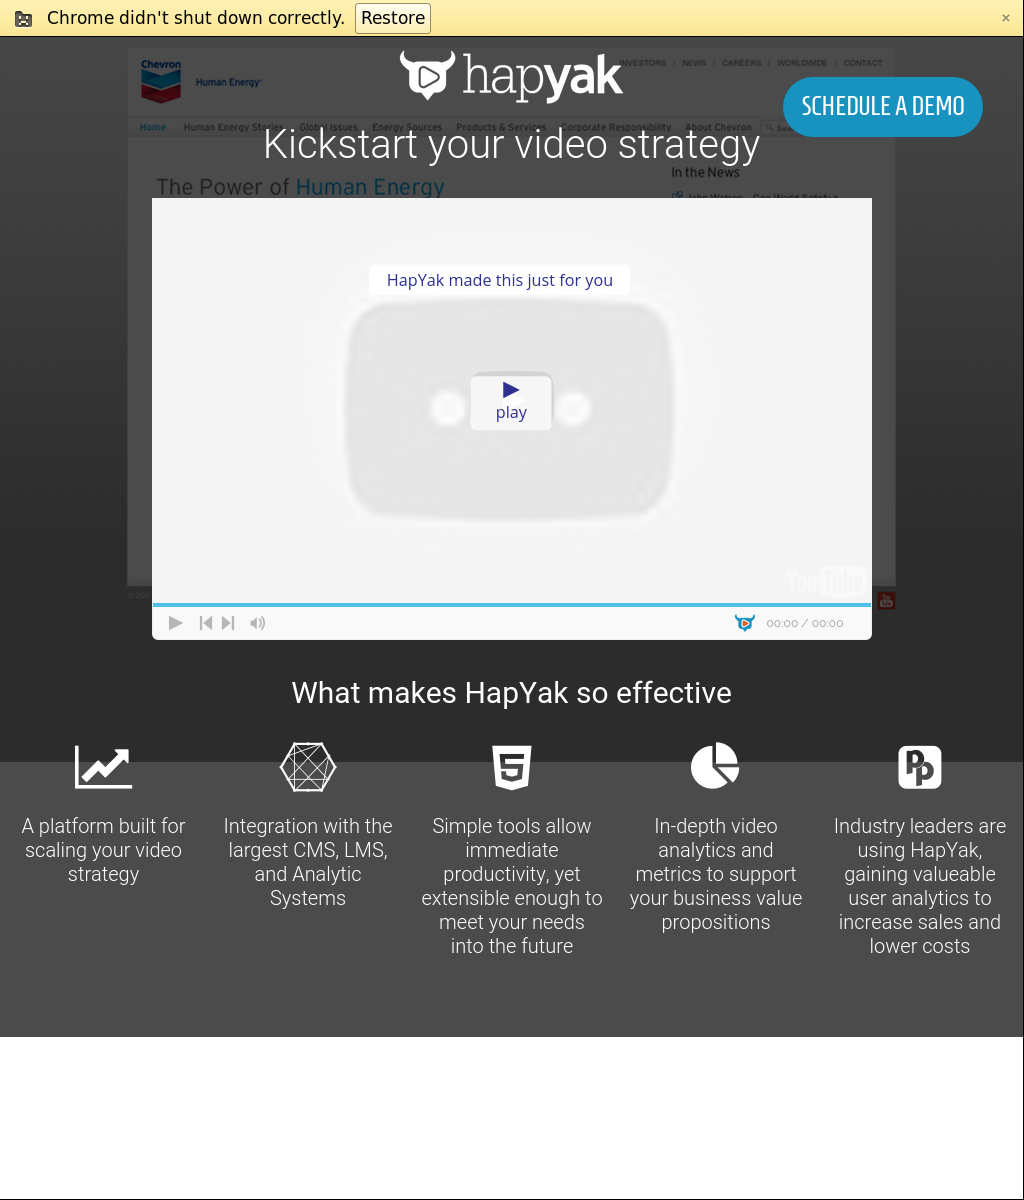 Chrome didn't shut down correctly. Restore
Chevron
Human Energy
INVESTORS | NEWS | CAREERS | WORLDWIDE | CONTACT
hapyak
SCHEDULE A DEMO
Home Human Energy Stories Global Issues Energy Sources Products & Services Corporate Responsibility About Chevron
Kickstart your video strategy
The Power of Human Energy
In the News
HapYak made this just for you
play
YouTube
00:00 / 00:00
What makes HapYak so effective
A platform built for
scaling your video
strategy
Integration with the
largest CMS, LMS,
and Analytic
Systems
Simple tools allow
immediate
productivity, yet
extensible enough to
meet your needs
into the future
In-depth video
analytics and
metrics to support
your business value
propositions
Industry leaders are
using HapYak,
gaining valueable
user analytics to
increase sales and
lower costs